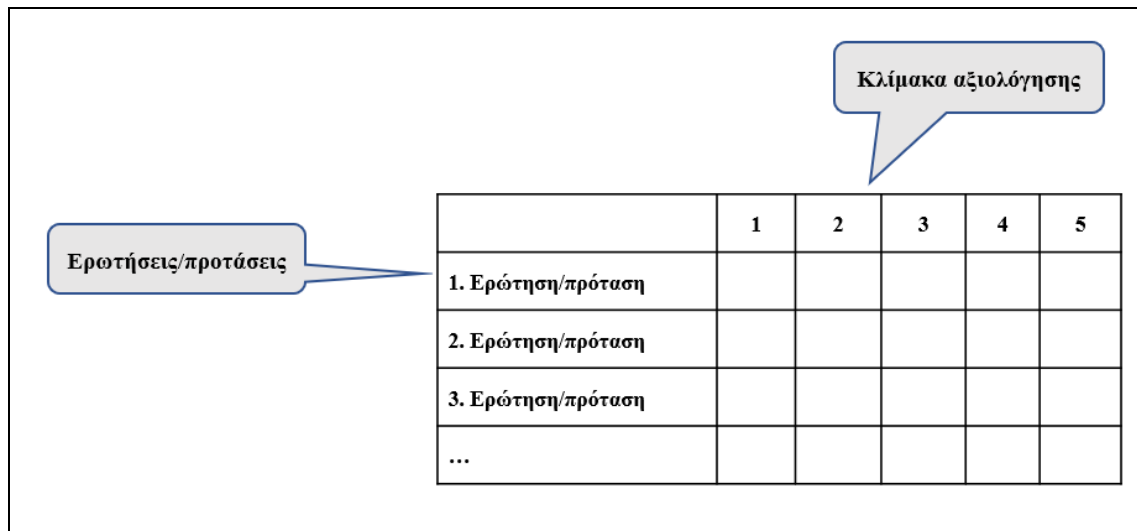 Κλίμακα αξιολόγησης
1 2 3 4 5
Ερωτήσεις/προτάσεις
1. Ερώτηση/πρόταση
2. Ερώτηση/πρόταση
3. Ερώτηση/πρόταση
…